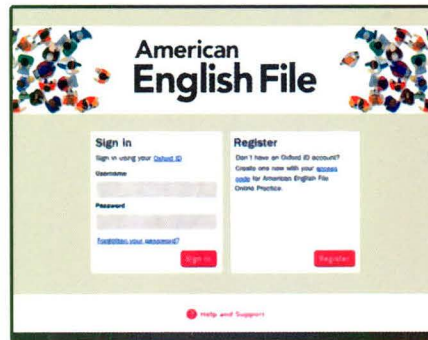 American
English File
Sign in
Sign in using your Oxford ID
Username
Password
Forgotten your password?
Sign in
Register
Don't have an Oxford ID account?
Create one now with your access
code for American English File
Online Practice.
Register
Help and Support